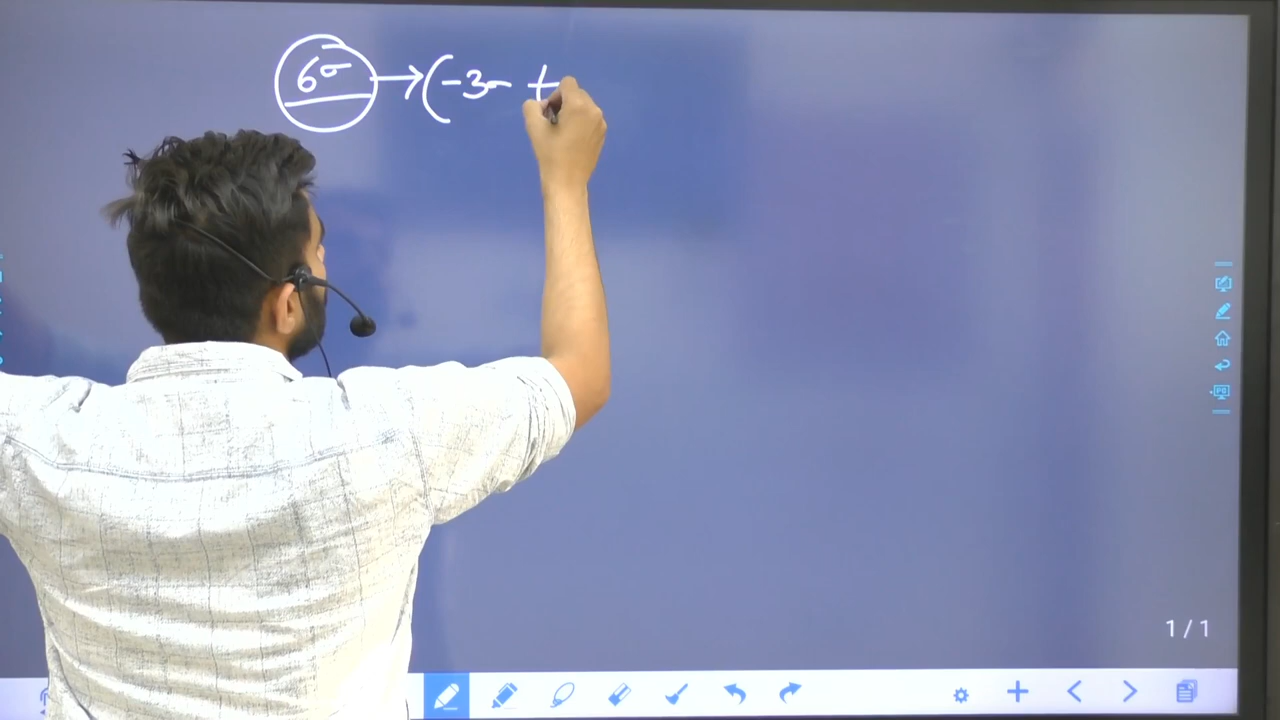 6σ → (-3σ +
1 / 1